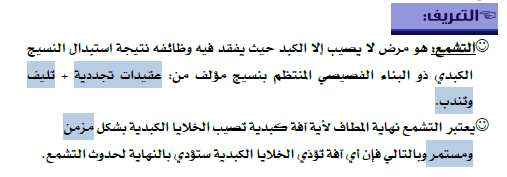 التعريف:
التشمع: هو مرض لا يصيب إلا الكبد حيث يفقد فيه وظائفه نتيجة استبدال النسيج
الكبدي ذو البناء الفصيصي المنتظم بنسيج مؤلف من: عقيدات تجددية + تليف
وتندب.
يعتبر التشمع نهاية المطاف لأية آفة كبدية تصيب الخلايا الكبدية بشكل مزمن
ومستمر وبالتالي فإن أي آفة تؤذي الخلايا الكبدية ستؤدي بالنهاية لحدوث التشمع.